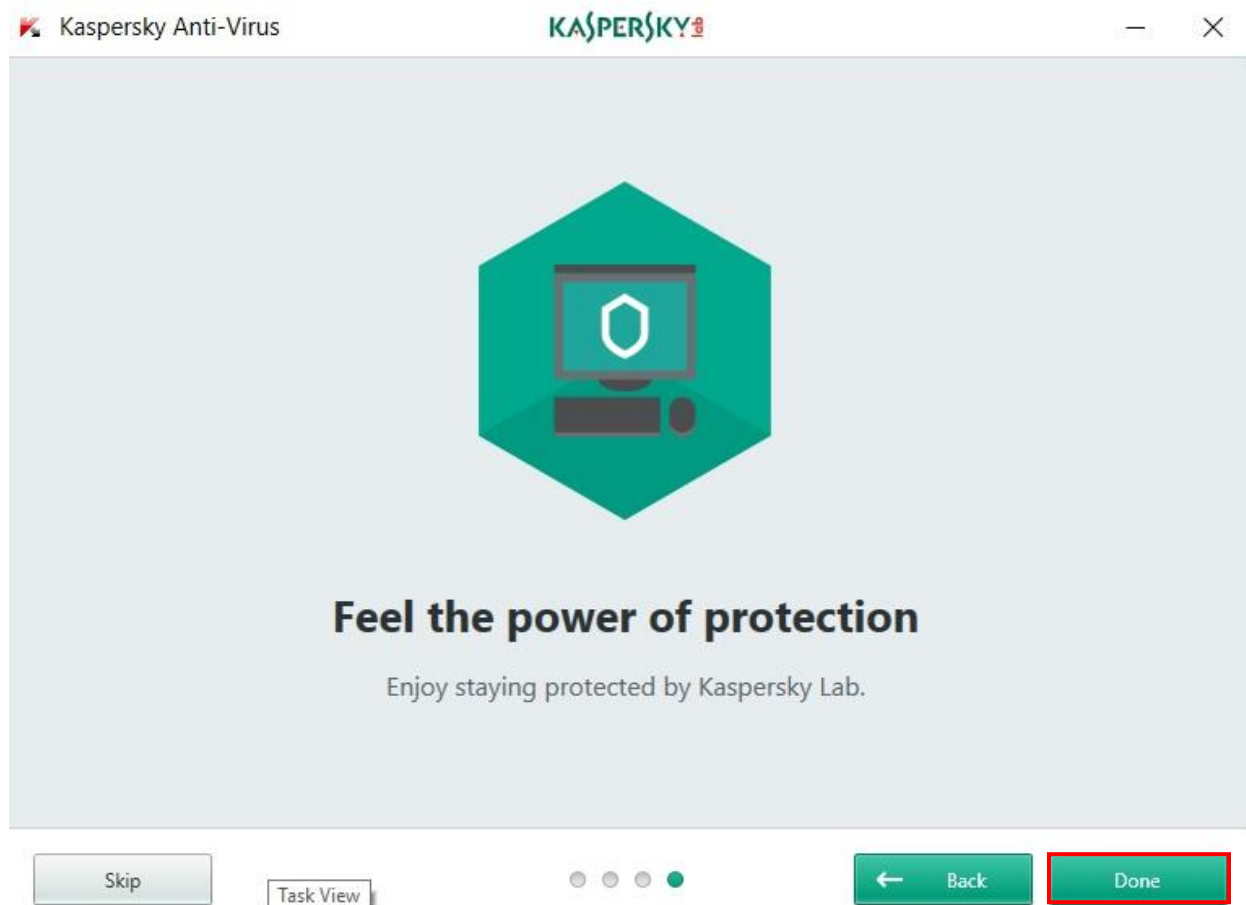 Kaspersky Anti-Virus
KASPERSKY lab
Feel the power of protection
Enjoy staying protected by Kaspersky Lab.
Skip
Task View
Back
Done